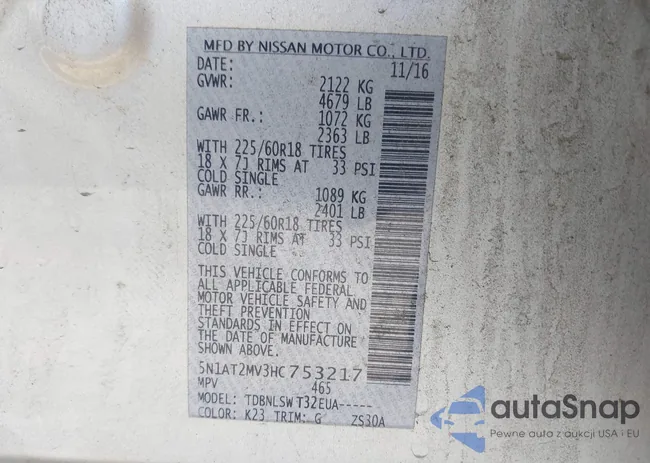 MFD BY NISSAN MOTOR CO., LTD.
DATE: 11/16
GVWR: 2122 KG
4679 LB
GAWR FR.: 1072 KG
2363 LB
WITH 225/60R18 TIRES
18 X 7J RIMS AT 33 PSI
COLD SINGLE
GAWR RR.: 1089 KG
2401 LB
WITH 225/60R18 TIRES
18 X 7J RIMS AT 33 PSI
COLD SINGLE
THIS VEHICLE CONFORMS TO
ALL APPLICABLE FEDERAL
MOTOR VEHICLE SAFETY AND
THEFT PREVENTION
STANDARDS IN EFFECT ON
THE DATE OF MANUFACTURE
SHOWN ABOVE.
5N1AT2MV3HC753217
MPV 465
MODEL: TDBNLSWT32EUA-----
COLOR: K23 TRIM: G ZS30A
autoSnap
Pewne auta z aukcji USA i EU